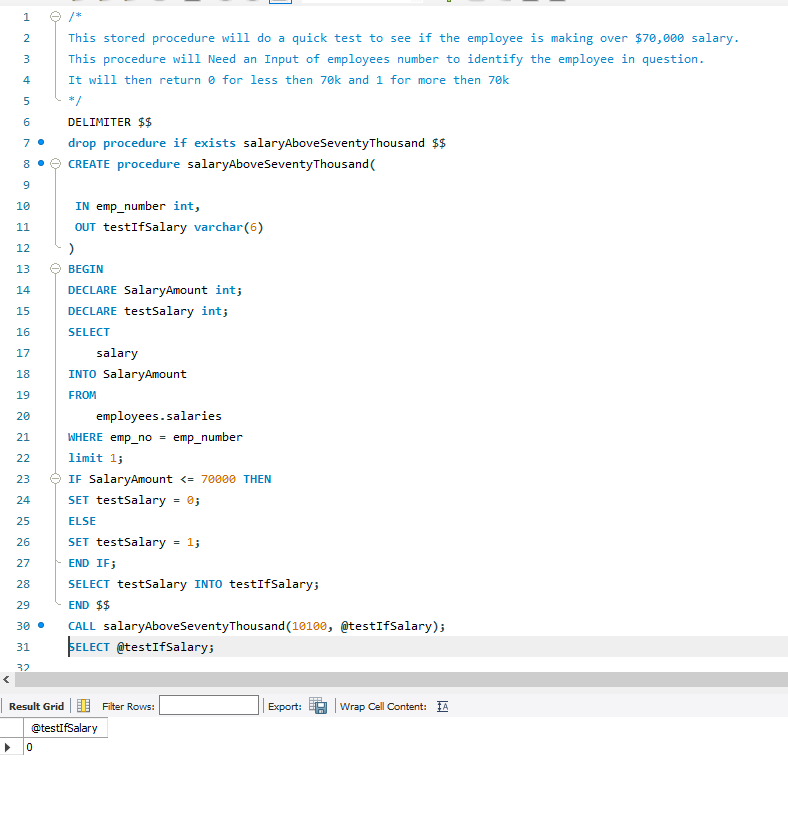 1 /*
2 This stored procedure will do a quick test to see if the employee is making over $70,000 salary.
3 This procedure will Need an Input of employees number to identify the employee in question.
4 It will then return 0 for less then 70k and 1 for more then 70k
5 */
6 DELIMITER $$
7 drop procedure if exists salaryAboveSeventyThousand $$
8 CREATE procedure salaryAboveSeventyThousand(
9
10 IN emp_number int,
11 OUT testIfSalary varchar(6)
12 )
13 BEGIN
14 DECLARE SalaryAmount int;
15 DECLARE testSalary int;
16 SELECT
17 salary
18 INTO SalaryAmount
19 FROM
20 employees.salaries
21 WHERE emp_no = emp_number
22 limit 1;
23 IF SalaryAmount <= 70000 THEN
24 SET testSalary = 0;
25 ELSE
26 SET testSalary = 1;
27 END IF;
28 SELECT testSalary INTO testIfSalary;
29 END $$
30 CALL salaryAboveSeventyThousand(10100, @testIfSalary);
31 SELECT @testIfSalary;
32
Result Grid Filter Rows: Export: Wrap Cell Content: IA
@testIfSalary
0